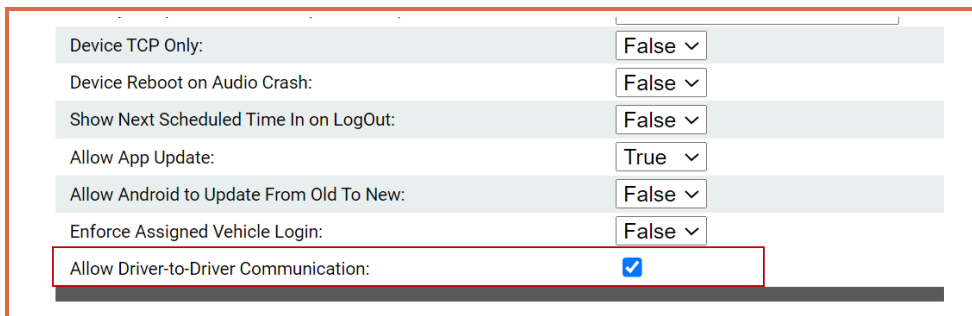 Device TCP Only: False
Device Reboot on Audio Crash: False
Show Next Scheduled Time In on LogOut: False
Allow App Update: True
Allow Android to Update From Old To New: False
Enforce Assigned Vehicle Login: False
Allow Driver-to-Driver Communication: